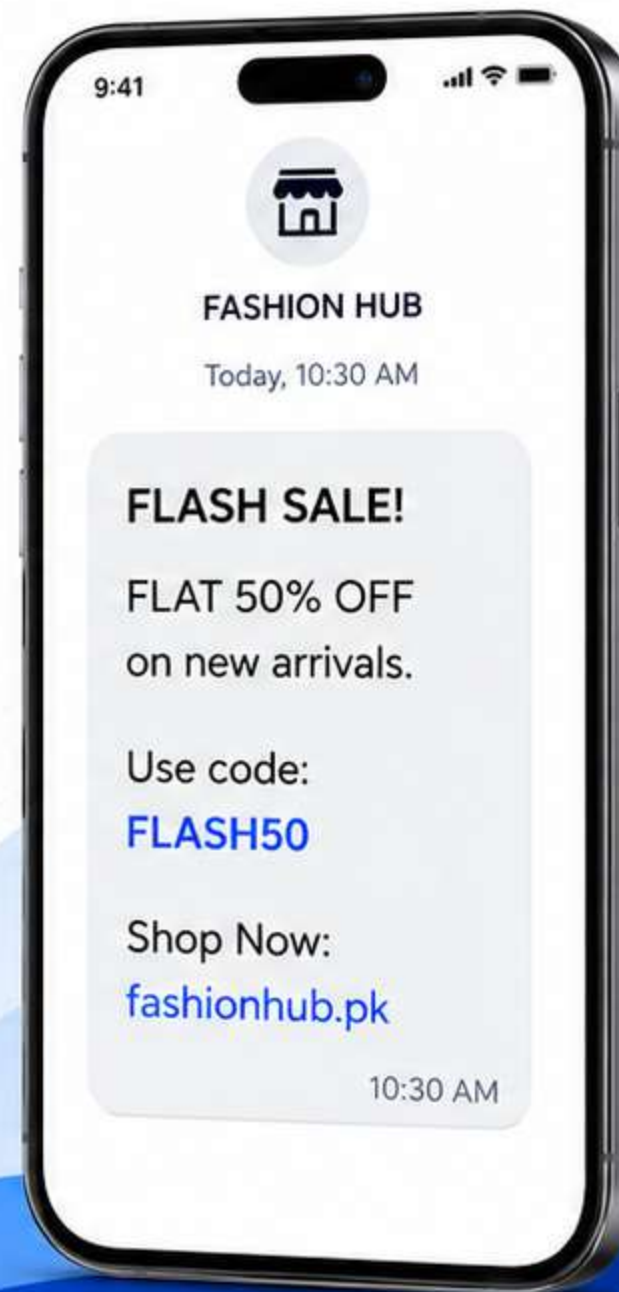 9:41
FASHION HUB
Today, 10:30 AM
FLASH SALE!
FLAT 50% OFF
on new arrivals.
Use code:
FLASH50
Shop Now:
fashionhub.pk
10:30 AM